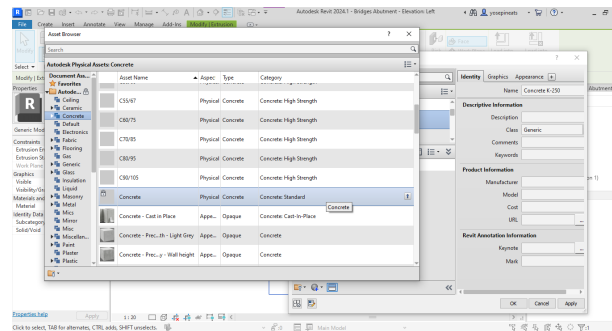 Autodesk Revit 2024.1 - Bridges Abutment - Elevation: Left
yosepineats
File Create Insert Annotate View Manage Add-Ins Modify | Extrusion
Asset Browser
? ×
Modify
Search
Select
Autodesk Physical Assets: Concrete
Modify | Ext
Properties
Generic Mod
Constraints
Extrusion En
Extrusion St
Work Plane
Graphics
Visible
Visibility/Gr
Materials and
Material
Identity Data
Subcategory
Solid/Void
Properties help
Apply
Document Ass...
Favorites
Autode...
Ceiling
Ceramic
Concrete
Default
Electronics
Fabric
Flooring
Gas
Generic
Glass
Insulation
Liquid
Masonry
Metal
Mics
Mirror
Misc
Miscellan...
Paint
Plaster
Plastic
Asset Name Aspec Type Category
C55/67 Physical Concrete Concrete: High Strength
C60/75 Physical Concrete Concrete: High Strength
C70/85 Physical Concrete Concrete: High Strength
C80/95 Physical Concrete Concrete: High Strength
C90/105 Physical Concrete Concrete: High Strength
Concrete Physical Concrete Concrete: Standard
Concrete
Concrete - Cast in Place Appe... Opaque Concrete: Cast-In-Place
Concrete - Prec...th - Light Grey Appe... Opaque Concrete
Concrete - Prec...y - Wall height Appe... Opaque Concrete
? ×
Identity Graphics Appearance
Name Concrete K-250
Descriptive Information
Description
Class Generic
Comments
Keywords
Product Information
Manufacturer
Model
Cost
URL
Revit Annotation Information
Keynote
Mark
OK Cancel Apply
Abutment
on 1)
1 : 20
Click to select, TAB for alternates, CTRL adds, SHIFT unselects.
:0
Main Model
:0